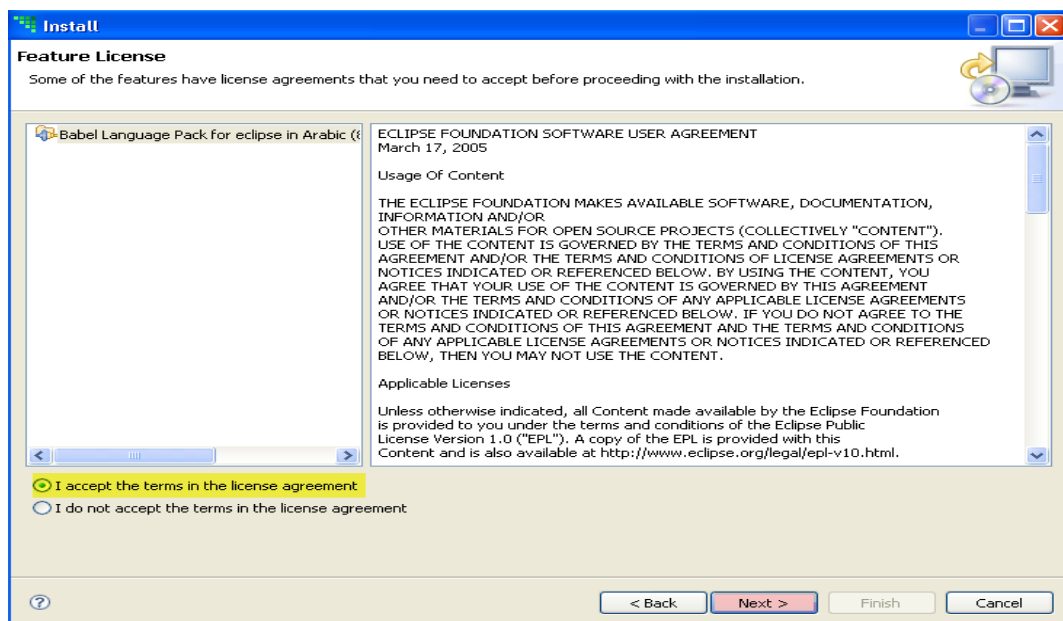 Install
Feature License
Some of the features have license agreements that you need to accept before proceeding with the installation.
Babel Language Pack for eclipse in Arabic (
ECLIPSE FOUNDATION SOFTWARE USER AGREEMENT
March 17, 2005
Usage Of Content
THE ECLIPSE FOUNDATION MAKES AVAILABLE SOFTWARE, DOCUMENTATION,
INFORMATION AND/OR
OTHER MATERIALS FOR OPEN SOURCE PROJECTS (COLLECTIVELY "CONTENT").
USE OF THE CONTENT IS GOVERNED BY THE TERMS AND CONDITIONS OF THIS
AGREEMENT AND/OR THE TERMS AND CONDITIONS OF LICENSE AGREEMENTS OR
NOTICES INDICATED OR REFERENCED BELOW. BY USING THE CONTENT, YOU
AGREE THAT YOUR USE OF THE CONTENT IS GOVERNED BY THIS AGREEMENT
AND/OR THE TERMS AND CONDITIONS OF ANY APPLICABLE LICENSE AGREEMENTS
OR NOTICES INDICATED OR REFERENCED BELOW. IF YOU DO NOT AGREE TO THE
TERMS AND CONDITIONS OF THIS AGREEMENT AND THE TERMS AND CONDITIONS
OF ANY APPLICABLE LICENSE AGREEMENTS OR NOTICES INDICATED OR REFERENCED
BELOW, THEN YOU MAY NOT USE THE CONTENT.
Applicable Licenses
Unless otherwise indicated, all Content made available by the Eclipse Foundation
is provided to you under the terms and conditions of the Eclipse Public
License Version 1.0 ("EPL"). A copy of the EPL is provided with this
Content and is also available at http://www.eclipse.org/legal/epl-v10.html.
I accept the terms in the license agreement
I do not accept the terms in the license agreement
< Back
Next >
Finish
Cancel